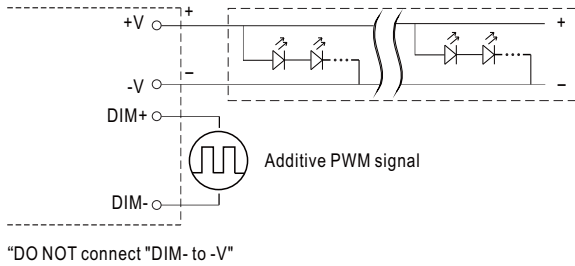 +V
+
+
-V
−
−
DIM+
Additive PWM signal
DIM-
“DO NOT connect "DIM- to -V"